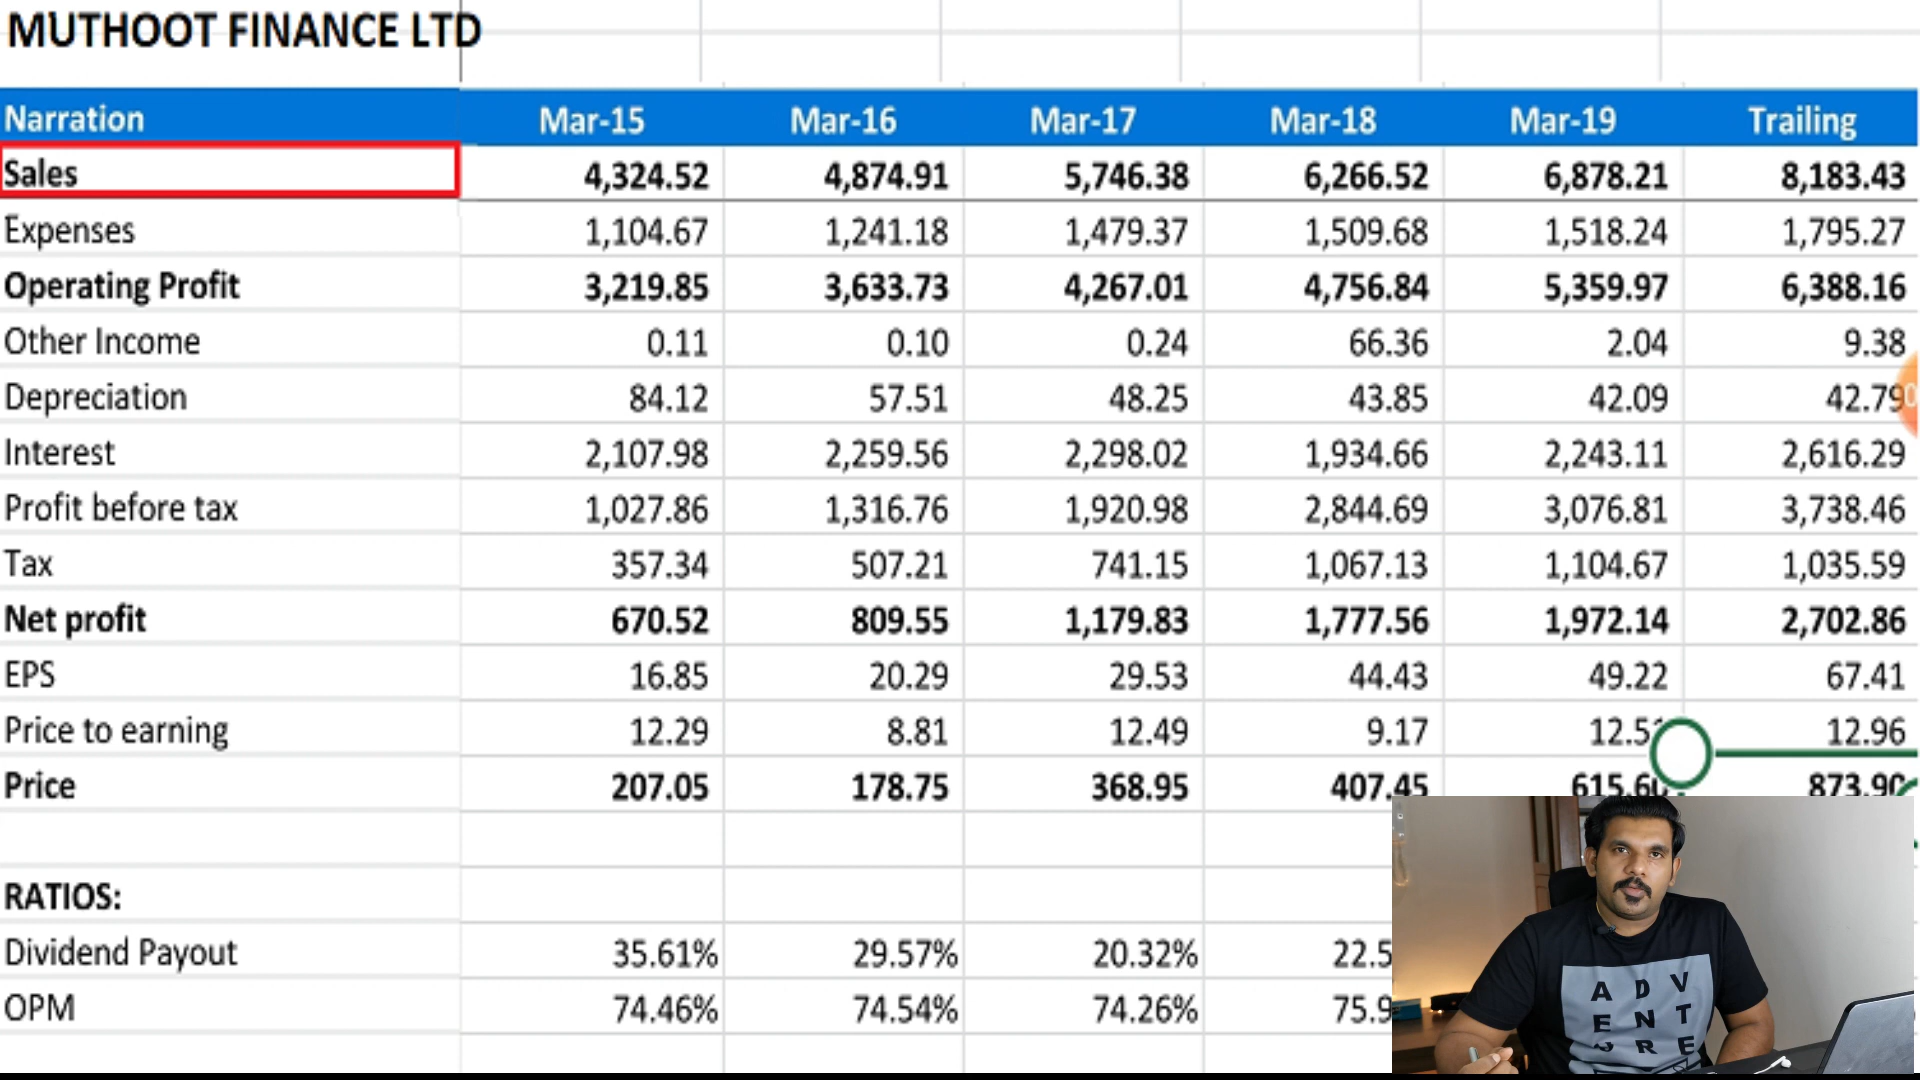 MUTHOOT FINANCE LTD
Narration Mar-15 Mar-16 Mar-17 Mar-18 Mar-19 Trailing
Sales 4,324.52 4,874.91 5,746.38 6,266.52 6,878.21 8,183.43
Expenses 1,104.67 1,241.18 1,479.37 1,509.68 1,518.24 1,795.27
Operating Profit 3,219.85 3,633.73 4,267.01 4,756.84 5,359.97 6,388.16
Other Income 0.11 0.10 0.24 66.36 2.04 9.38
Depreciation 84.12 57.51 48.25 43.85 42.09 42.79
Interest 2,107.98 2,259.56 2,298.02 1,934.66 2,243.11 2,616.29
Profit before tax 1,027.86 1,316.76 1,920.98 2,844.69 3,076.81 3,738.46
Tax 357.34 507.21 741.15 1,067.13 1,104.67 1,035.59
Net profit 670.52 809.55 1,179.83 1,777.56 1,972.14 2,702.86
EPS 16.85 20.29 29.53 44.43 49.22 67.41
Price to earning 12.29 8.81 12.49 9.17 12.96
Price 207.05 178.75 368.95 407.45 615.60 873.90
RATIOS:
Dividend Payout 35.61% 29.57% 20.32% 22.5
OPM 74.46% 74.54% 74.26% 75.9
A D V
E N T
U R E